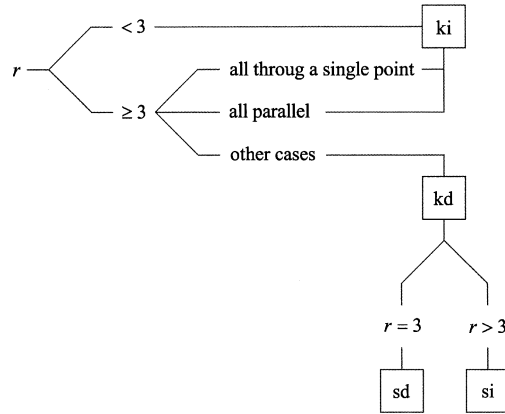 < 3
ki
all throug a single point
r
≥ 3
all parallel
other cases
kd
r = 3
r > 3
sd
si